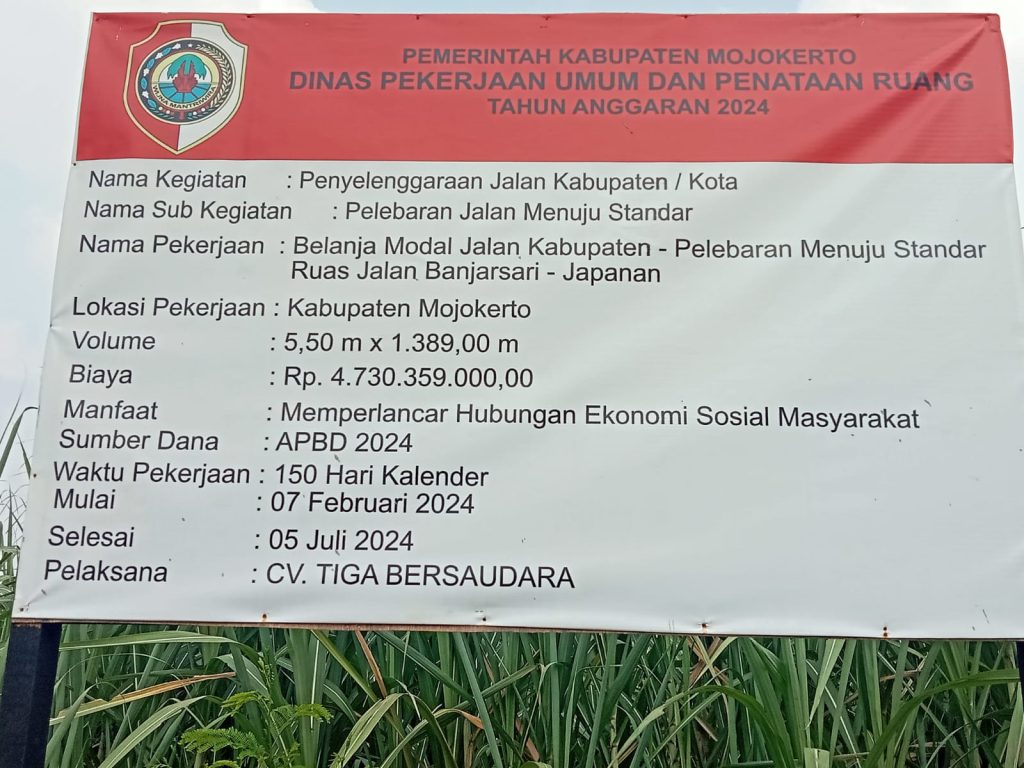 PEMERINTAH KABUPATEN MOJOKERTO
DINAS PEKERJAAN UMUM DAN PENATAAN RUANG
TAHUN ANGGARAN 2024
Nama Kegiatan : Penyelenggaraan Jalan Kabupaten / Kota
Nama Sub Kegiatan : Pelebaran Jalan Menuju Standar
Nama Pekerjaan : Belanja Modal Jalan Kabupaten - Pelebaran Menuju Standar
Ruas Jalan Banjarsari - Japanan
Lokasi Pekerjaan : Kabupaten Mojokerto
Volume : 5,50 m x 1.389,00 m
Biaya : Rp. 4.730.359.000,00
Manfaat : Memperlancar Hubungan Ekonomi Sosial Masyarakat
Sumber Dana : APBD 2024
Waktu Pekerjaan : 150 Hari Kalender
Mulai : 07 Februari 2024
Selesai : 05 Juli 2024
Pelaksana : CV. TIGA BERSAUDARA